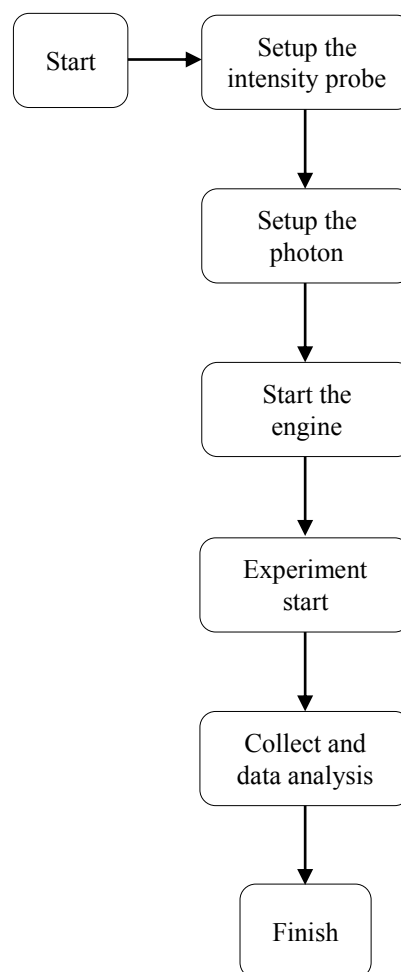 Start
Setup the
intensity probe
Setup the
photon
Start the
engine
Experiment
start
Collect and
data analysis
Finish